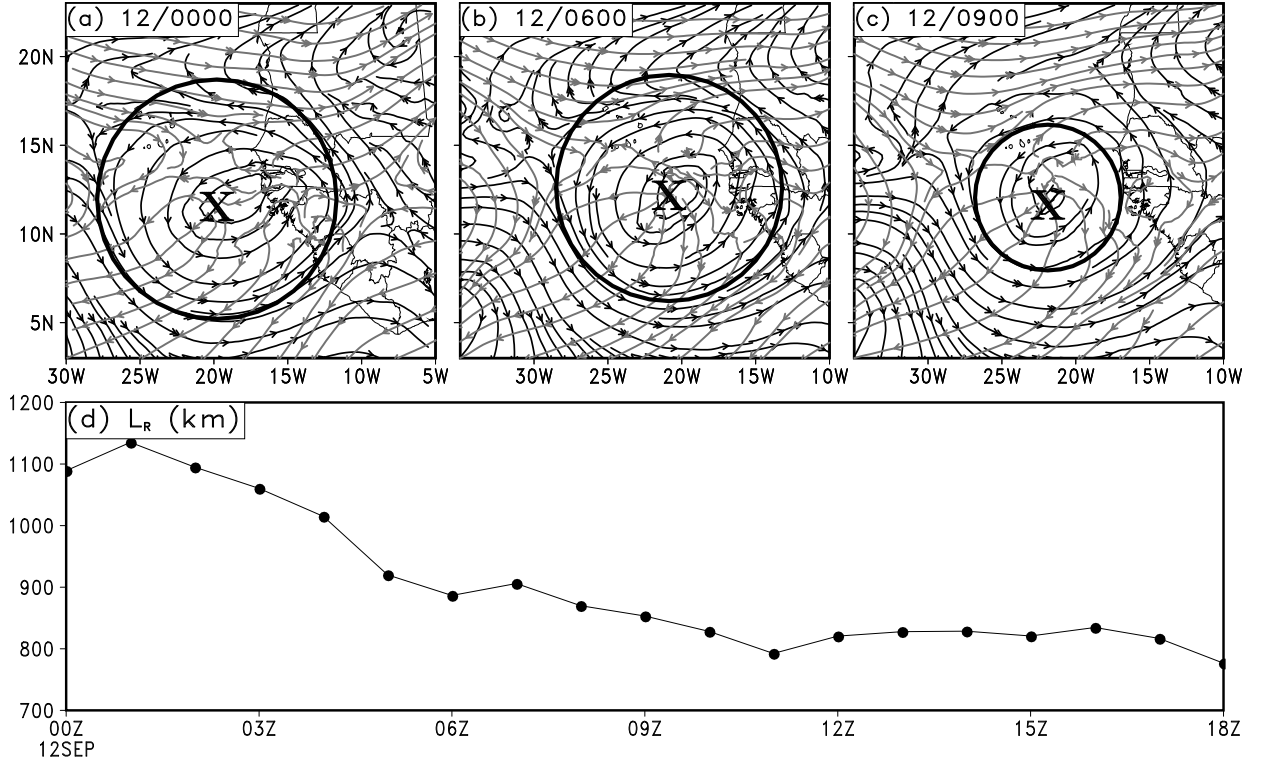 (a) 12/0000 (b) 12/0600 (c) 12/0900
20N
15N
10N
5N
X X X
30W 25W 20W 15W 10W 5W 30W 25W 20W 15W 10W 30W 25W 20W 15W 10W
(d) LR (km)
1200
1100
1000
900
800
700
00Z 03Z 06Z 09Z 12Z 15Z 18Z
12SEP